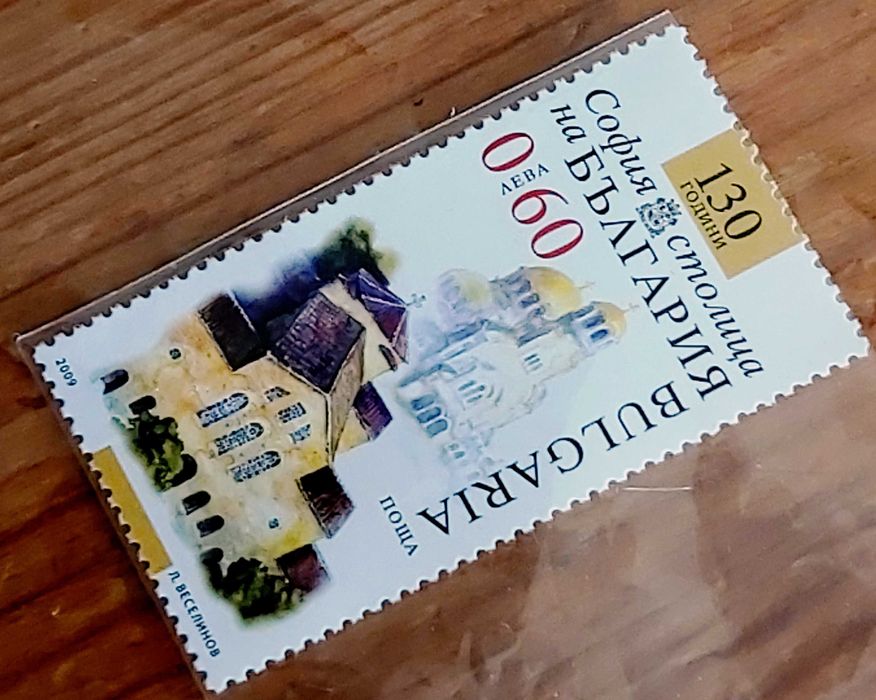 130
ГОДИНИ
София столица
на БЪЛГАРИЯ BULGARIA
0 60
ЛЕВА
ПОЩА
2009
Л. ВЕСЕЛИНОВ